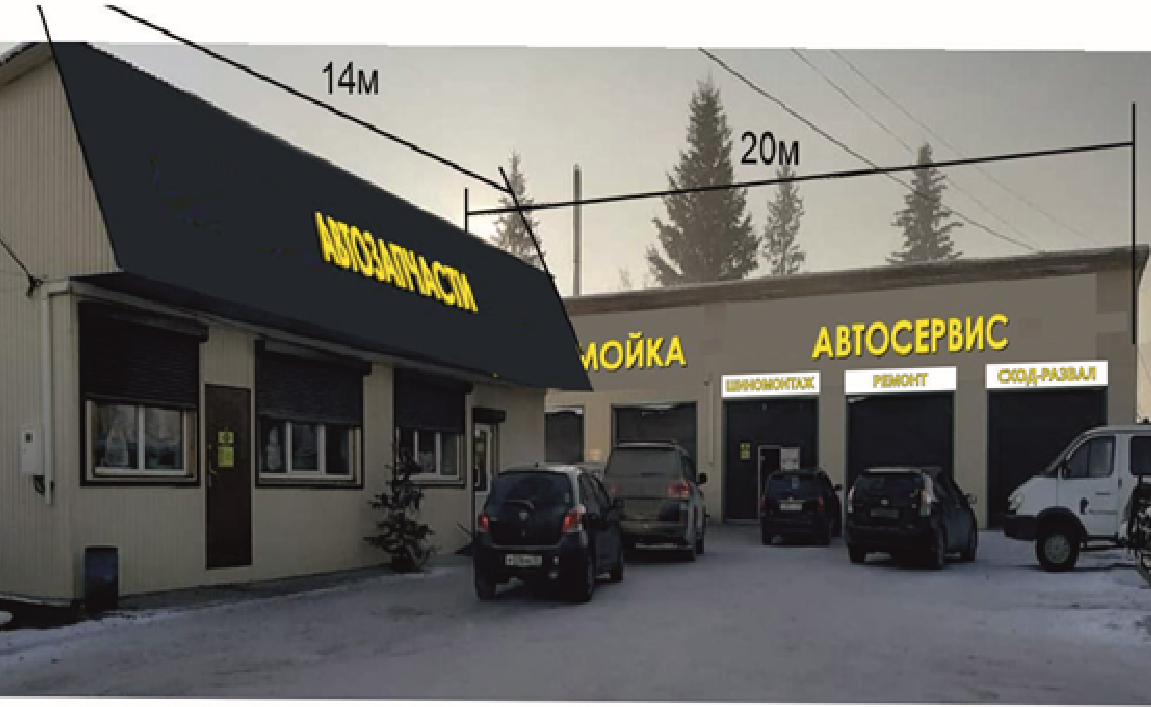 14м
20м
АВТОЗАПЧАСТИ
МОЙКА
АВТОСЕРВИС
ШИНОМОНТАЖ
РЕМОНТ
СХОД-РАЗВАЛ